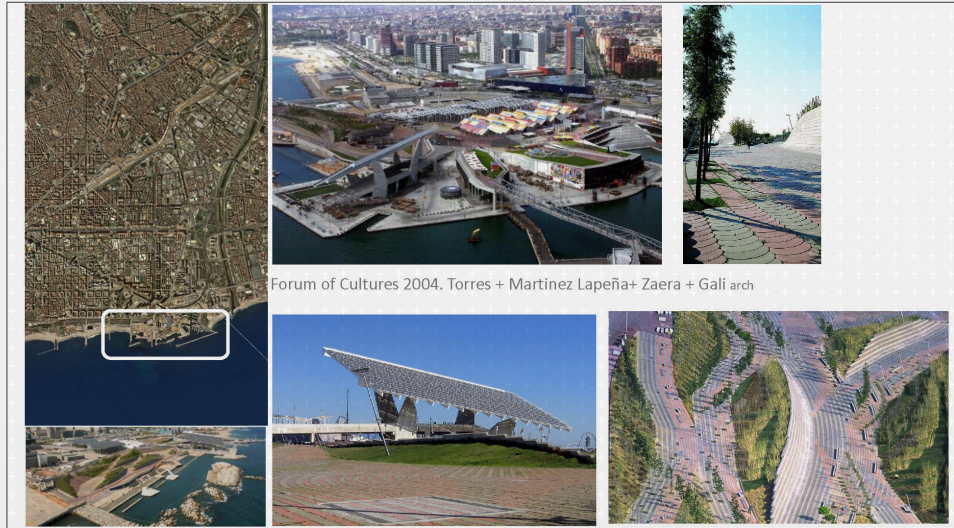 Forum of Cultures 2004. Torres + Martinez Lapeña+ Zaera + Gali arch